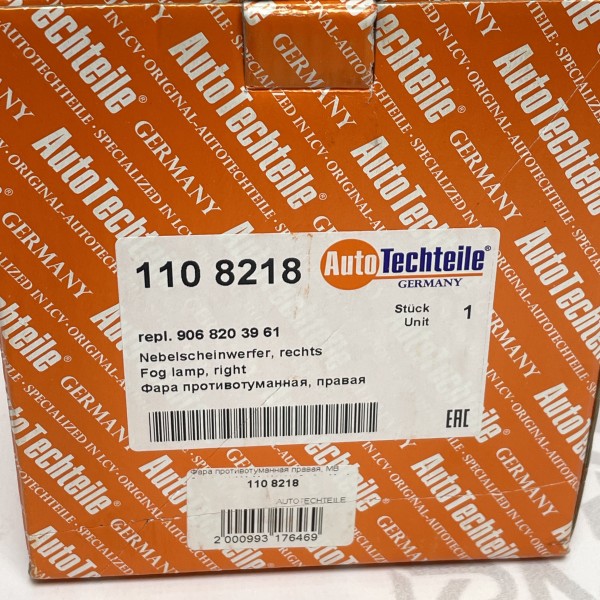 AutoTechteile
GERMANY
SPECIALIZED IN LCV · ORIGINAL-AUTOTECHTEILE
110 8218
AutoTechteile®
GERMANY
Stück
Unit
1
repl. 906 820 39 61
Nebelscheinwerfer, rechts
Fog lamp, right
Фара противотуманная, правая
EAC
Фара противотуманная правая, МВ
110 8218
AUTOTECHTEILE
2 000993 176469